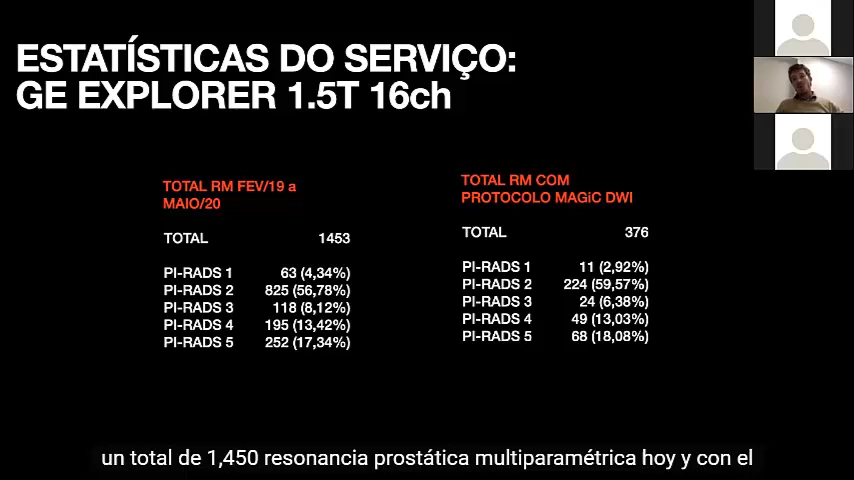 ESTATÍSTICAS DO SERVIÇO:
GE EXPLORER 1.5T 16ch
TOTAL RM FEV/19 a
MAIO/20
TOTAL 1453
PI-RADS 1 63 (4,34%)
PI-RADS 2 825 (56,78%)
PI-RADS 3 118 (8,12%)
PI-RADS 4 195 (13,42%)
PI-RADS 5 252 (17,34%)
TOTAL RM COM
PROTOCOLO MAGiC DWI
TOTAL 376
PI-RADS 1 11 (2,92%)
PI-RADS 2 224 (59,57%)
PI-RADS 3 24 (6,38%)
PI-RADS 4 49 (13,03%)
PI-RADS 5 68 (18,08%)
un total de 1,450 resonancia prostática multiparamétrica hoy y con el